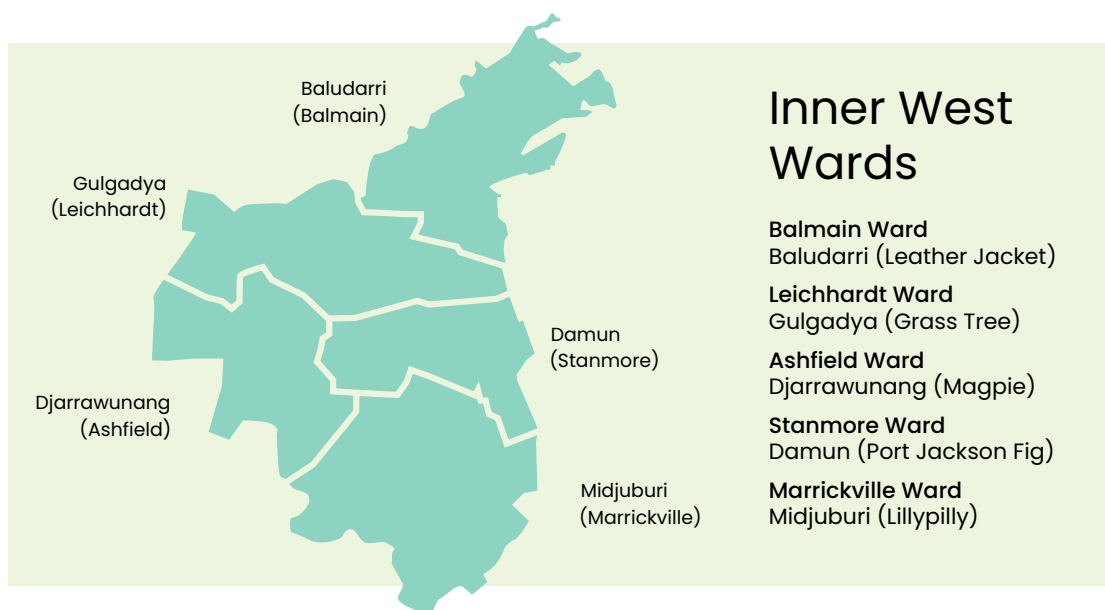 Baludarri
(Balmain)
Gulgadya
(Leichhardt)
Djarrawunang
(Ashfield)
Damun
(Stanmore)
Midjuburi
(Marrickville)
Inner West
Wards
Balmain Ward
Baludarri (Leather Jacket)
Leichhardt Ward
Gulgadya (Grass Tree)
Ashfield Ward
Djarrawunang (Magpie)
Stanmore Ward
Damun (Port Jackson Fig)
Marrickville Ward
Midjuburi (Lillypilly)